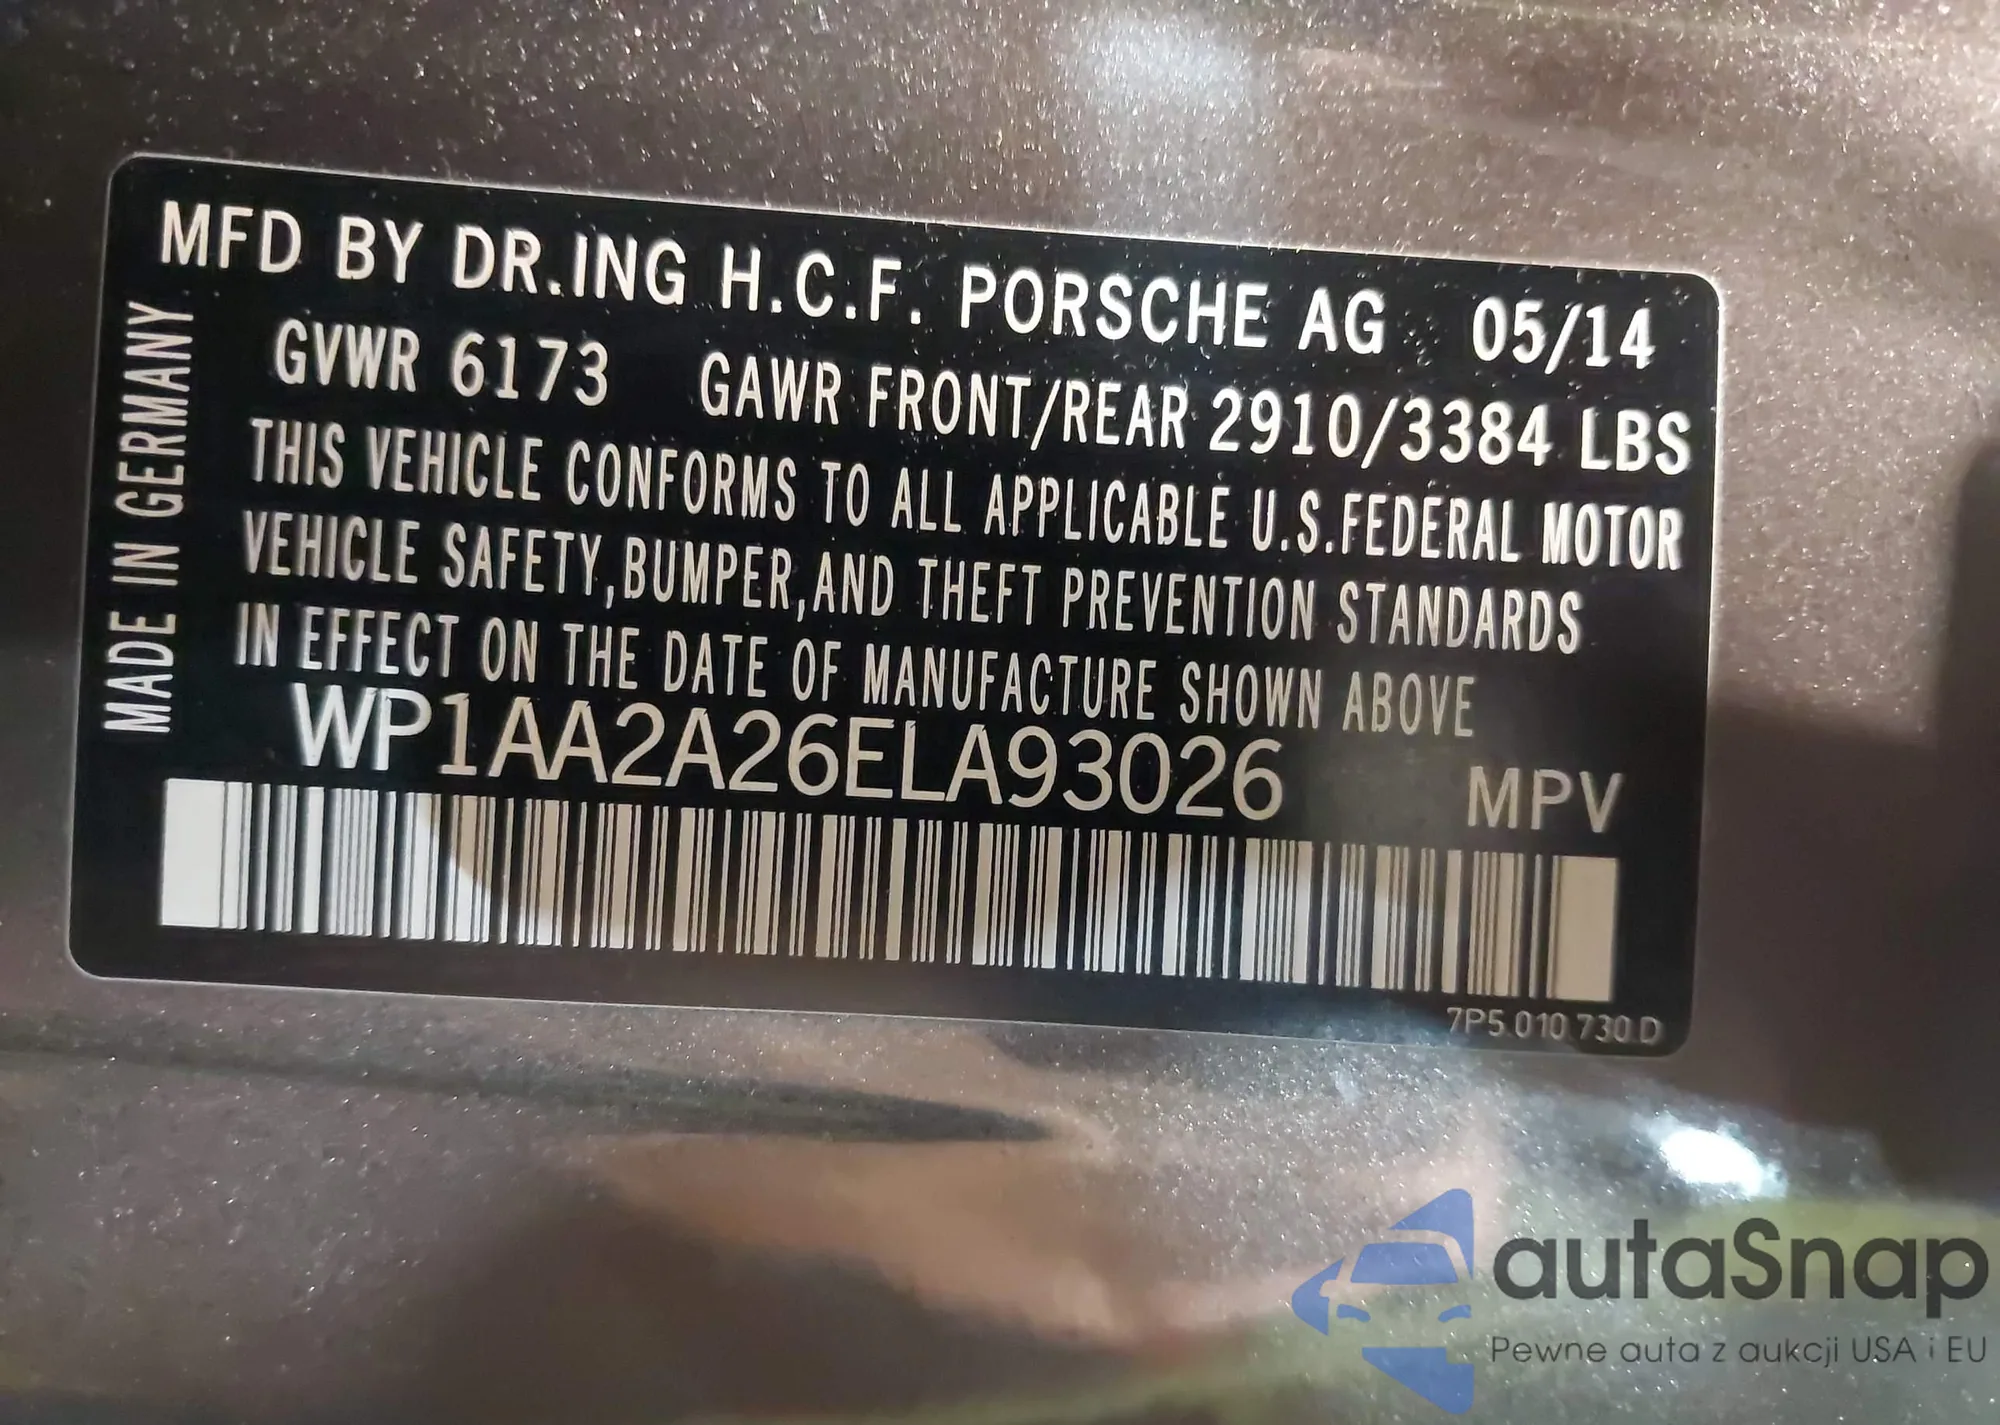 MFD BY DR.ING H.C.F. PORSCHE AG 05/14
GVWR 6173 GAWR FRONT/REAR 2910/3384 LBS
THIS VEHICLE CONFORMS TO ALL APPLICABLE U.S.FEDERAL MOTOR
VEHICLE SAFETY,BUMPER,AND THEFT PREVENTION STANDARDS
IN EFFECT ON THE DATE OF MANUFACTURE SHOWN ABOVE
WP1AA2A26ELA93026 MPV
MADE IN GERMANY
7P5.010.730.D
autaSnap
Pewne auta z aukcji USA i EU